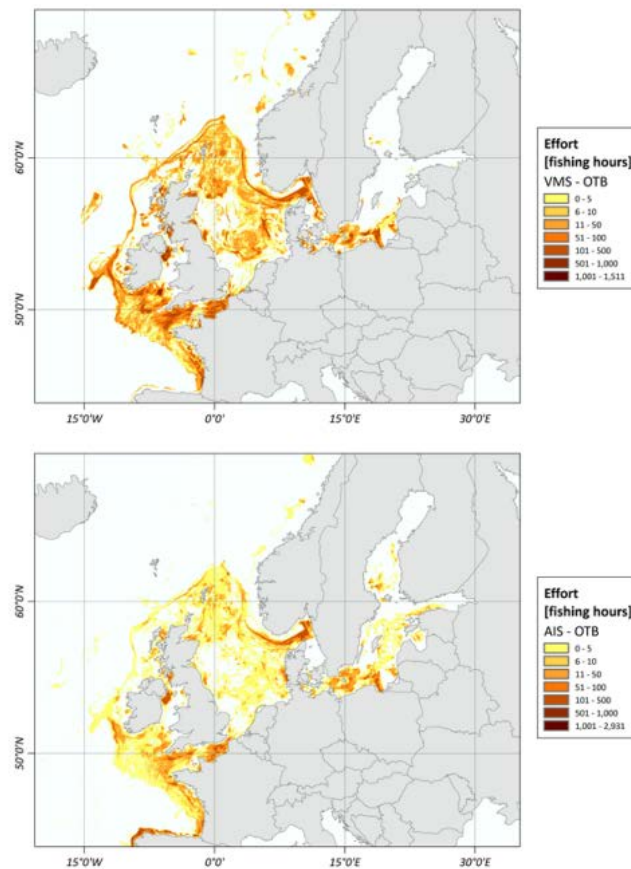 60°0'N
50°0'N
15°0'W
0°0'
15°0'E
30°0'E
Effort
[fishing hours]
VMS - OTB
0 - 5
6 - 10
11 - 50
51 - 100
101 - 500
501 - 1,000
1,001 - 1,511
60°0'N
50°0'N
15°0'W
0°0'
15°0'E
30°0'E
Effort
[fishing hours]
AIS - OTB
0 - 5
6 - 10
11 - 50
51 - 100
101 - 500
501 - 1,000
1,001 - 2,931